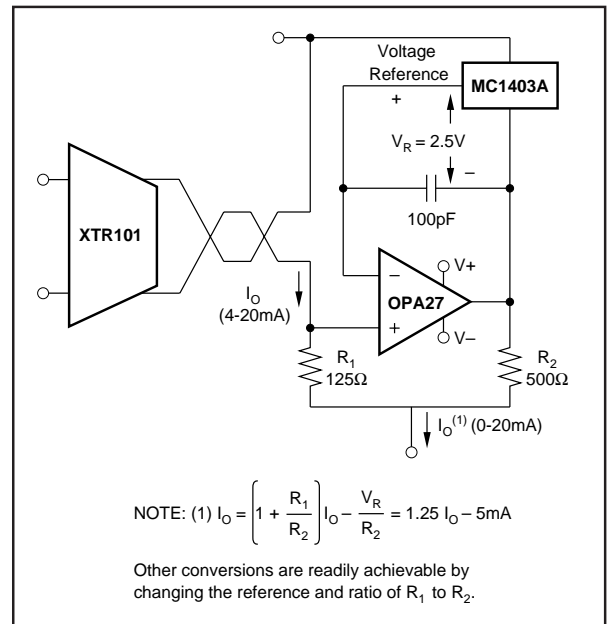 Voltage
Reference
MC1403A
+
V_R = 2.5V
–
100pF
XTR101
I_O
(4-20mA)
–
V+
OPA27
+
V–
R_1
125Ω
R_2
500Ω
I_O^(1) (0-20mA)
NOTE: (1) I_O = [1 + R_1/R_2] I_O – V_R/R_2 = 1.25 I_O – 5mA
Other conversions are readily achievable by
changing the reference and ratio of R_1 to R_2.